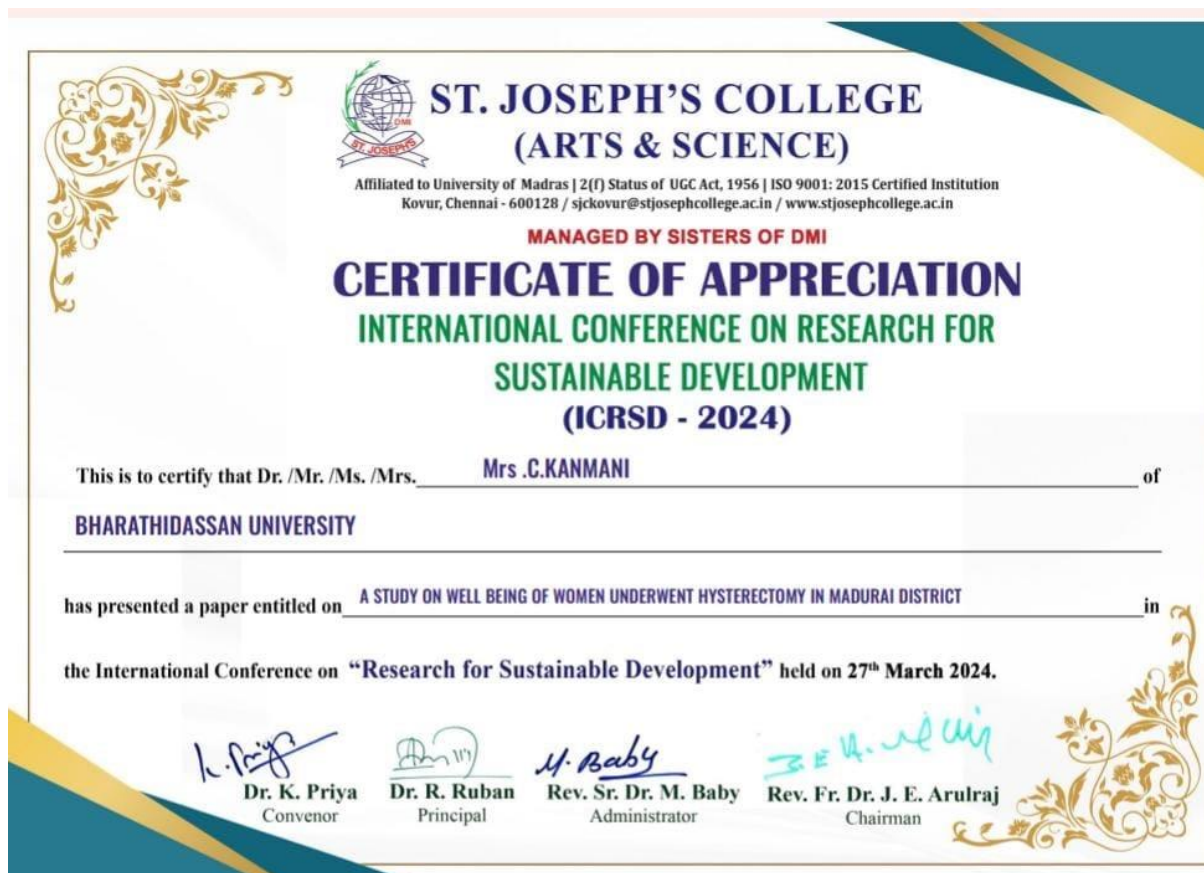 ST. JOSEPH'S COLLEGE
(ARTS & SCIENCE)
DMI
ST. JOSEPH'S
Affiliated to University of Madras | 2(f) Status of UGC Act, 1956 | ISO 9001: 2015 Certified Institution
Kovur, Chennai - 600128 / sjckovur@stjosephcollege.ac.in / www.stjosephcollege.ac.in
MANAGED BY SISTERS OF DMI
CERTIFICATE OF APPRECIATION
INTERNATIONAL CONFERENCE ON RESEARCH FOR
SUSTAINABLE DEVELOPMENT
(ICRSD - 2024)
This is to certify that Dr. /Mr. /Ms. /Mrs. Mrs .C.KANMANI of
BHARATHIDASSAN UNIVERSITY
has presented a paper entitled on A STUDY ON WELL BEING OF WOMEN UNDERWENT HYSTERECTOMY IN MADURAI DISTRICT in
the International Conference on "Research for Sustainable Development" held on 27th March 2024.
K. Priya M. Baby
Dr. K. Priya Dr. R. Ruban Rev. Sr. Dr. M. Baby Rev. Fr. Dr. J. E. Arulraj
Convenor Principal Administrator Chairman